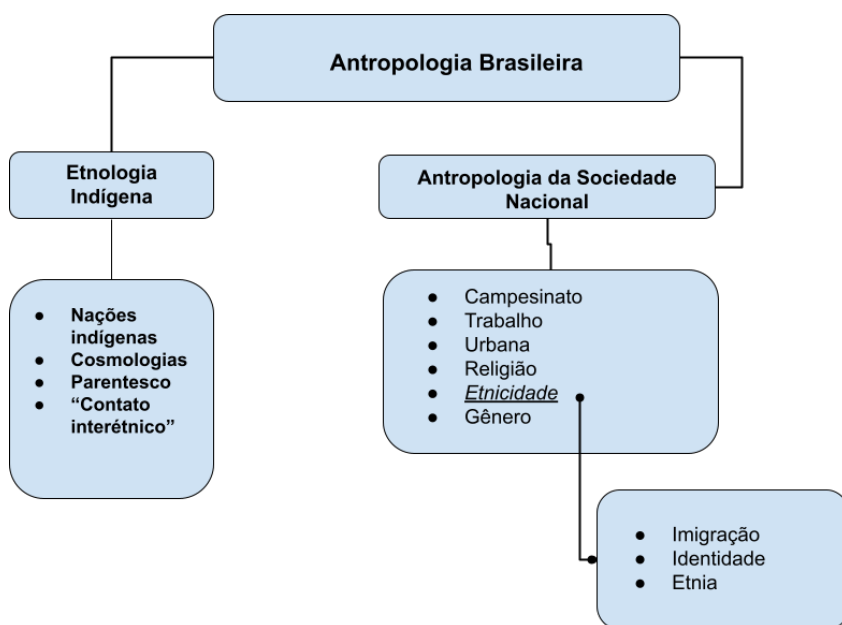 Antropologia Brasileira
Etnologia
Indígena
Antropologia da Sociedade
Nacional
● Nações
indígenas
● Cosmologias
● Parentesco
● “Contato
interétnico”
● Campesinato
● Trabalho
● Urbana
● Religião
● Etnicidade
● Gênero
● Imigração
● Identidade
● Etnia